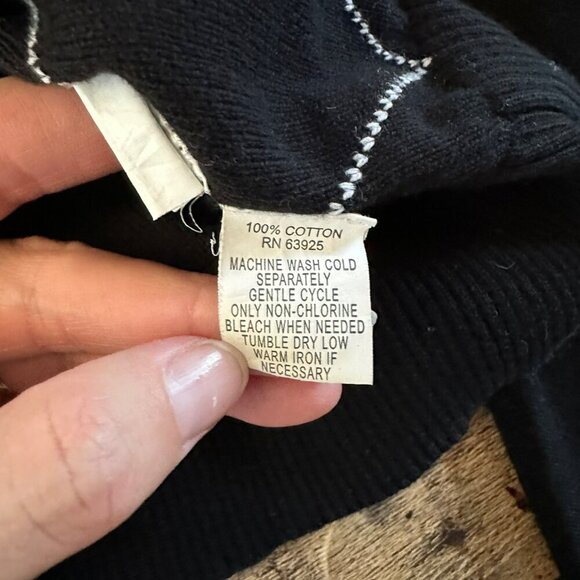 100% COTTON
RN 63925
MACHINE WASH COLD
SEPARATELY
GENTLE CYCLE
ONLY NON-CHLORINE
BLEACH WHEN NEEDED
TUMBLE DRY LOW
WARM IRON IF
NECESSARY